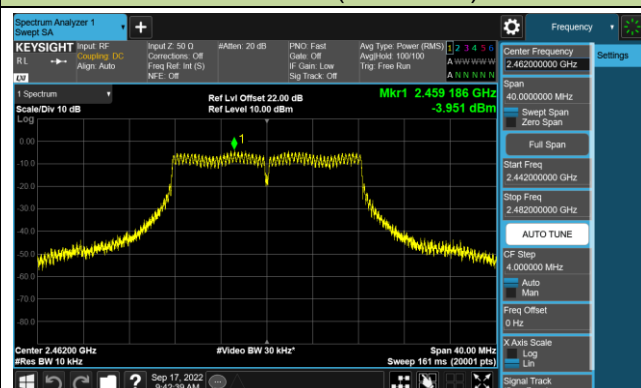 Spectrum Analyzer 1
Swept SA
Frequency
KEYSIGHT
Input: RF
Input Z: 50 Ω
#Atten: 20 dB
PNO: Fast
Avg Type: Power (RMS)
1 2 3 4 5 6
RL
Coupling: DC
Corrections: Off
Gate: Off
Avg|Hold: 100/100
A W W W W W
Align: Auto
Freq Ref: Int (S)
IF Gain: Low
Trig: Free Run
NFE: Off
Sig Track: Off
A N N N N N
LXI
1 Spectrum
Ref Lvl Offset 22.00 dB
Mkr1 2.459 186 GHz
Scale/Div 10 dB
Ref Level 10.00 dBm
-3.951 dBm
Log
1
0.00
-10.0
-20.0
-30.0
-40.0
-50.0
-60.0
-70.0
-80.0
Center 2.46200 GHz
#Video BW 30 kHz*
Span 40.00 MHz
#Res BW 10 kHz
Sweep 161 ms (20001 pts)
Sep 17, 2022
9:42:39 AM
Center Frequency
2.462000000 GHz
Settings
Span
40.0000000 MHz
Swept Span
Zero Span
Full Span
Start Freq
2.442000000 GHz
Stop Freq
2.482000000 GHz
AUTO TUNE
CF Step
4.000000 MHz
Auto
Man
Freq Offset
0 Hz
X Axis Scale
Log
Lin
Signal Track